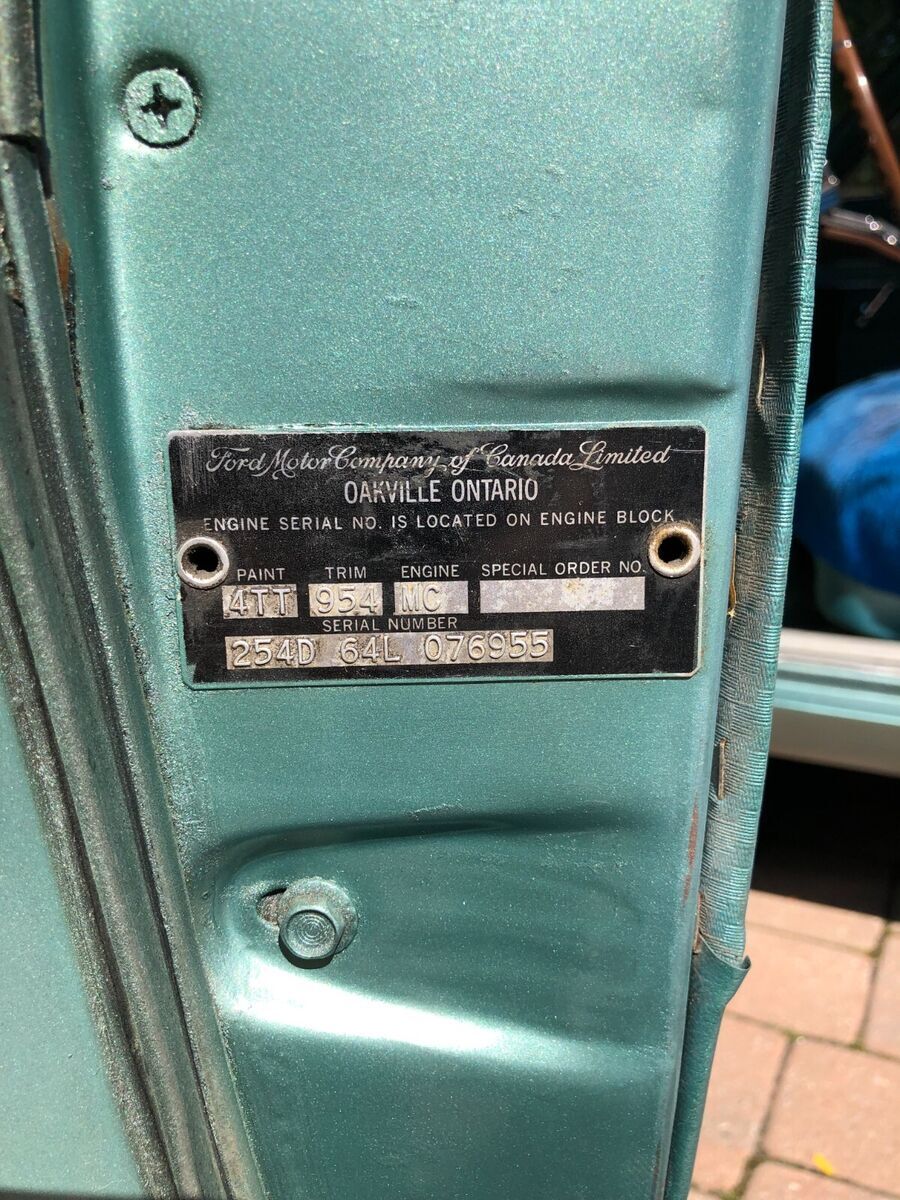 Ford Motor Company of Canada Limited
OAKVILLE ONTARIO
ENGINE SERIAL NO. IS LOCATED ON ENGINE BLOCK
PAINT TRIM ENGINE SPECIAL ORDER NO.
4TT 954 MC
SERIAL NUMBER
254D 64L 076955